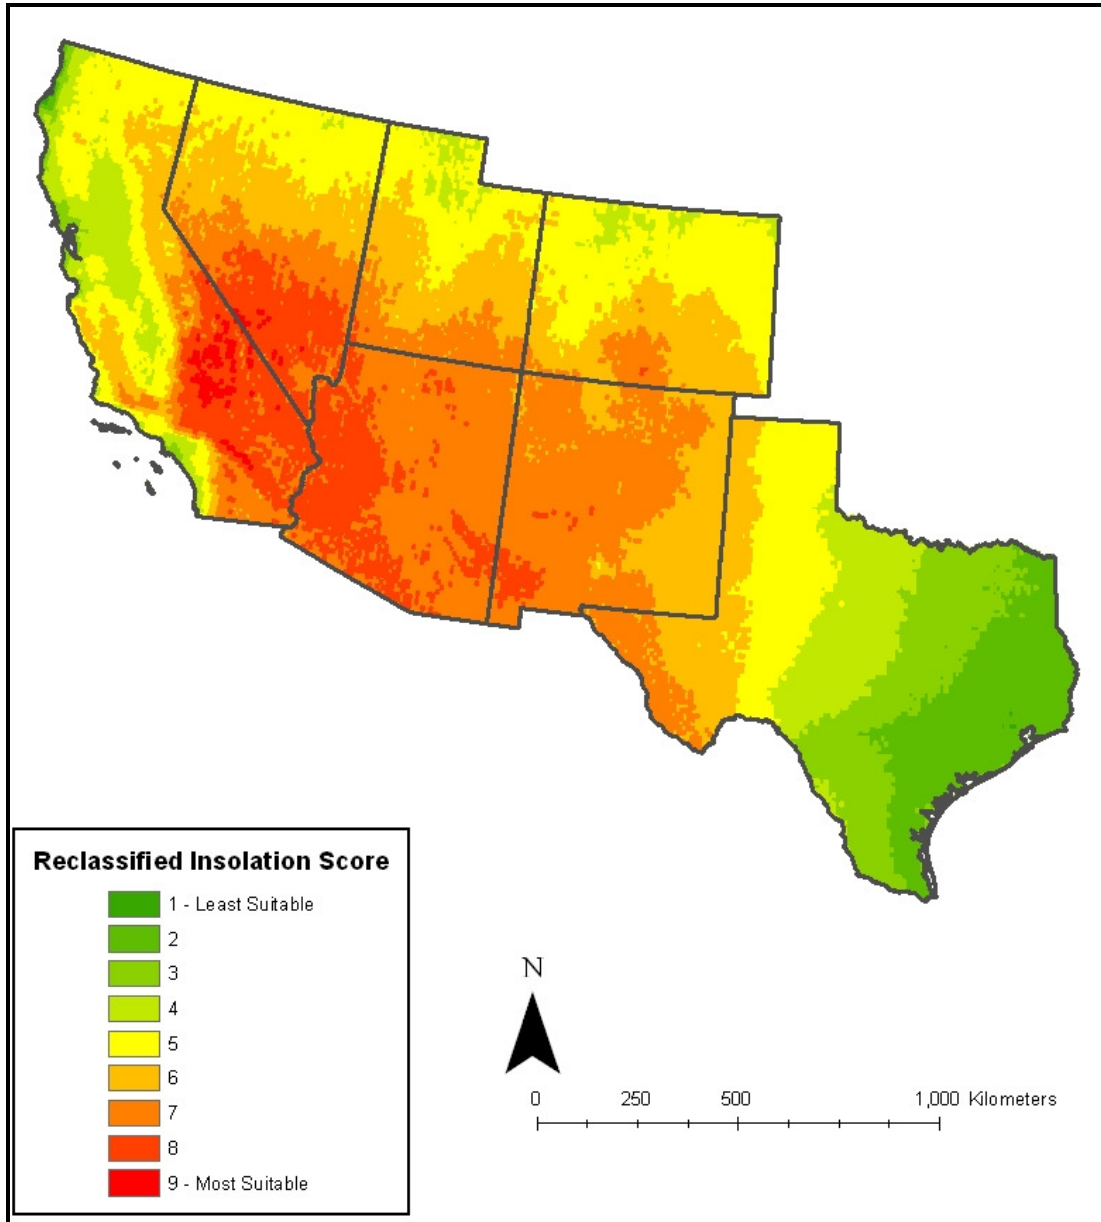 Reclassified Insolation Score
1 - Least Suitable
2
3
4
5
6
7
8
9 - Most Suitable
N
0 250 500 1,000 Kilometers